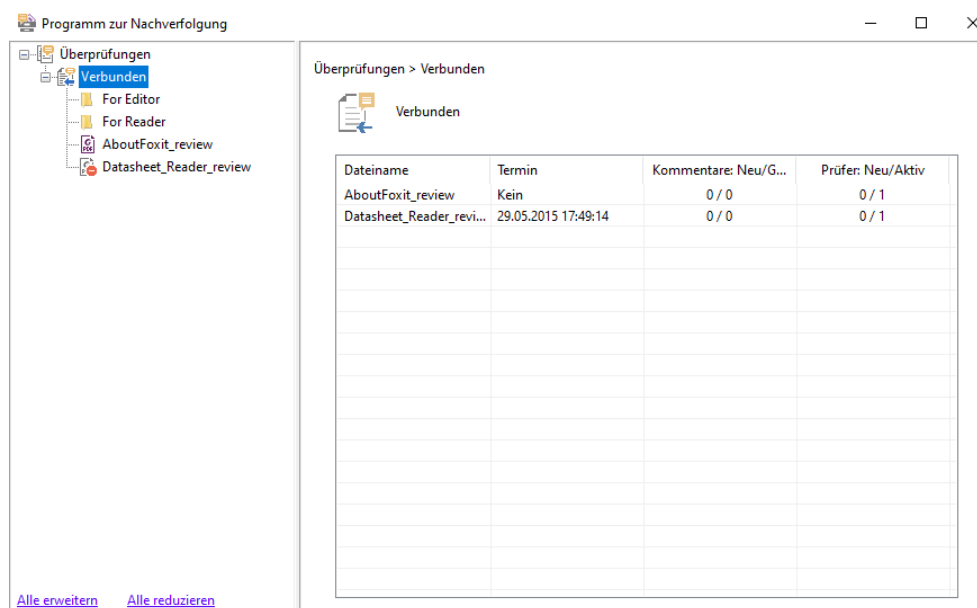 Programm zur Nachverfolgung
Überprüfungen
Verbunden
For Editor
For Reader
AboutFoxit_review
Datasheet_Reader_review
Alle erweitern Alle reduzieren
Überprüfungen > Verbunden
Verbunden
Dateiname Termin Kommentare: Neu/G... Prüfer: Neu/Aktiv
AboutFoxit_review Kein 0 / 0 0 / 1
Datasheet_Reader_revi... 29.05.2015 17:49:14 0 / 0 0 / 1